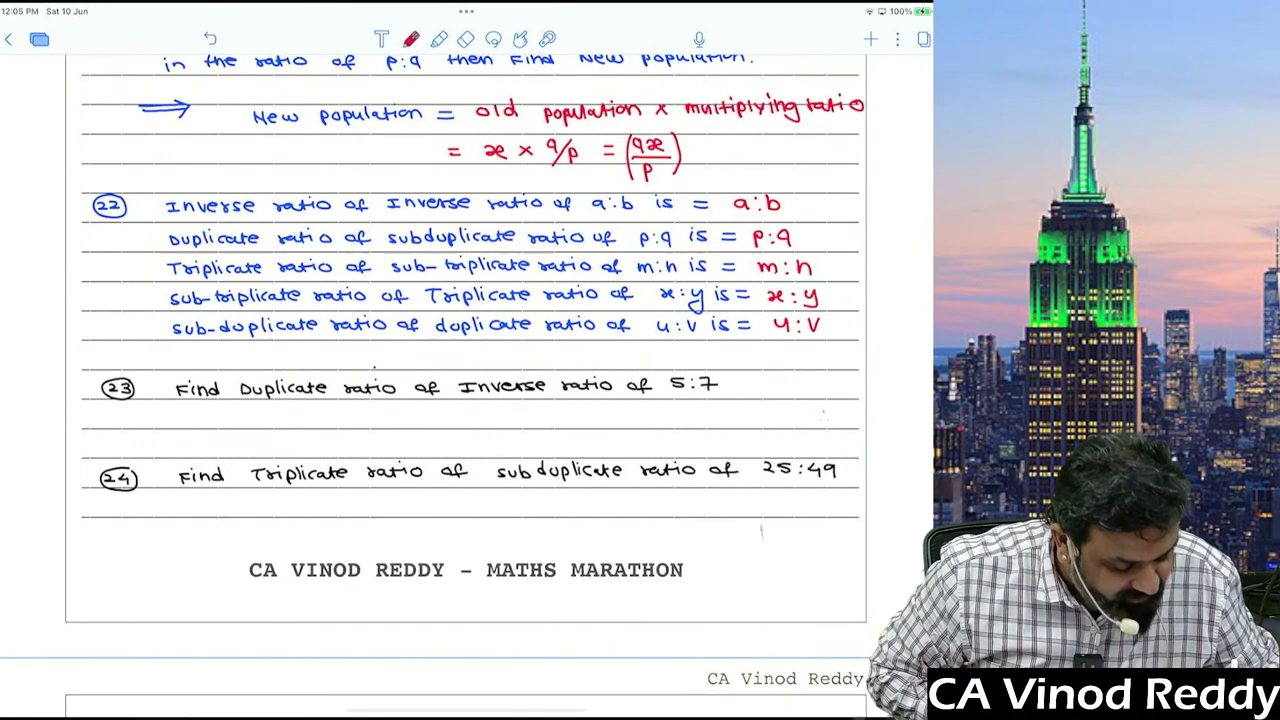 12:05 PM Sat 10 Jun
100%
T
in the ratio of p:q then Find New population.
New population = old population × multiplying ratio
= x × q/p = (qx/p)
22 Inverse ratio of Inverse ratio of a:b is = a:b
Duplicate ratio of subduplicate ratio of p:q is = p:q
Triplicate ratio of sub-triplicate ratio of m:n is = m:n
sub-triplicate ratio of Triplicate ratio of x:y is = x:y
sub-duplicate ratio of duplicate ratio of u:v is = u:v
23 Find Duplicate ratio of Inverse ratio of 5:7
24 Find Triplicate ratio of subduplicate ratio of 25:49
CA VINOD REDDY - MATHS MARATHON
CA Vinod Reddy
CA Vinod Reddy